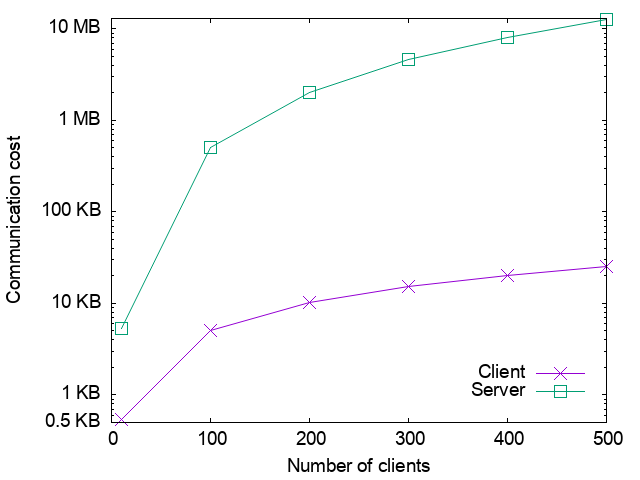 10 MB
1 MB
100 KB
10 KB
1 KB
0.5 KB
Communication cost
Client
Server
0 100 200 300 400 500
Number of clients